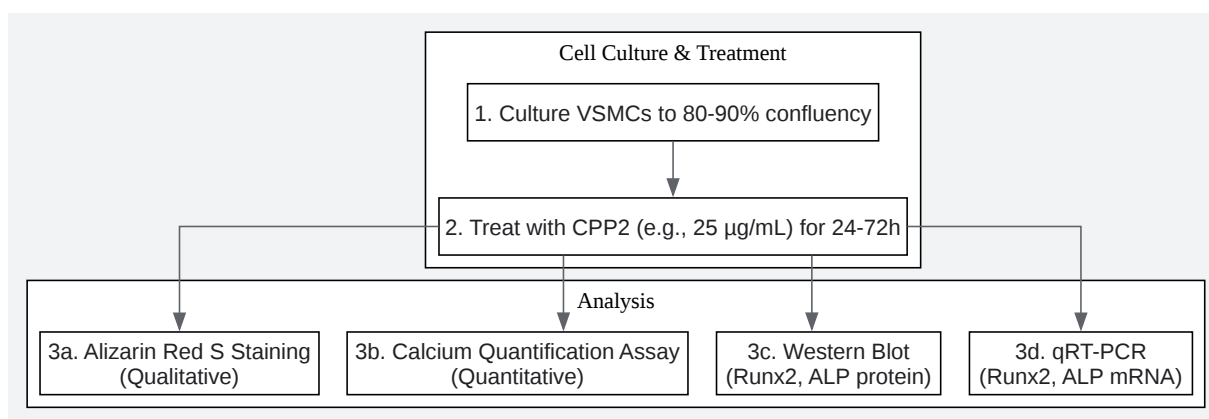 Cell Culture & Treatment
1. Culture VSMCs to 80-90% confluency
2. Treat with CPP2 (e.g., 25 µg/mL) for 24-72h
Analysis
3a. Alizarin Red S Staining
(Qualitative)
3b. Calcium Quantification Assay
(Quantitative)
3c. Western Blot
(Runx2, ALP protein)
3d. qRT-PCR
(Runx2, ALP mRNA)